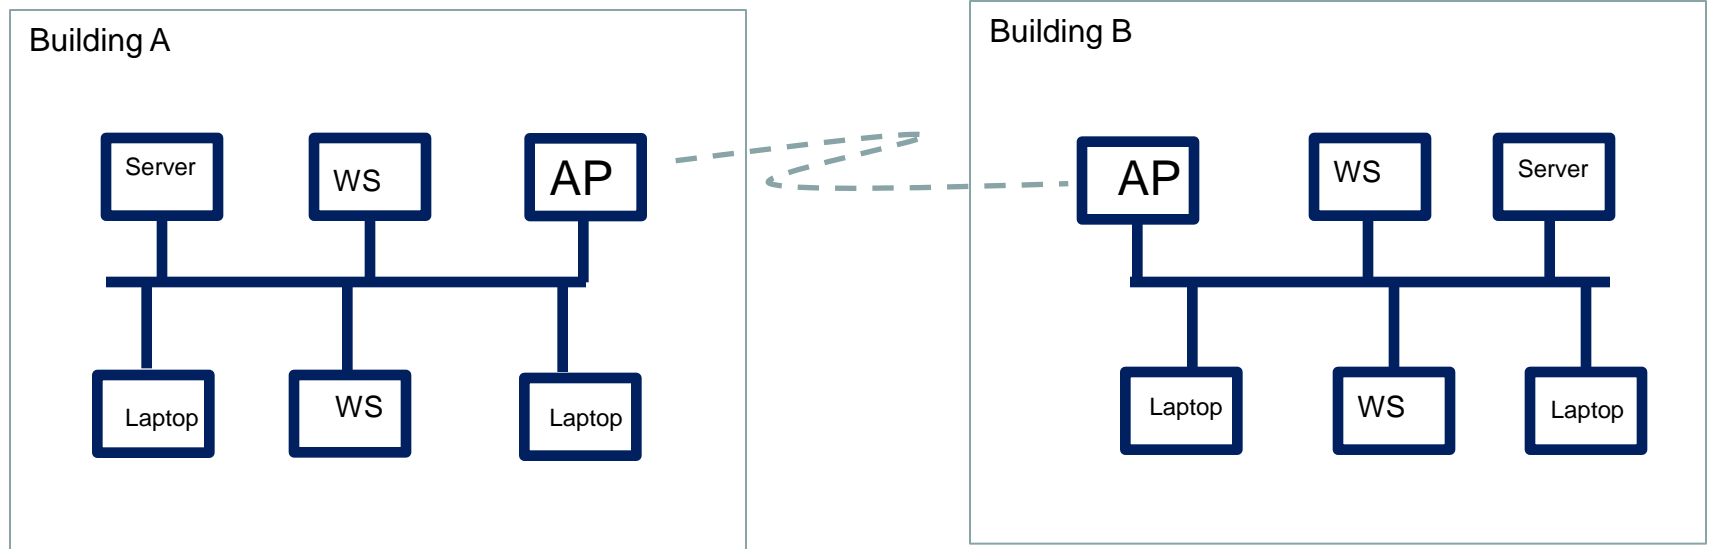 Building A
Building B
Server
WS
AP
AP
WS
Server
Laptop
WS
Laptop
Laptop
WS
Laptop